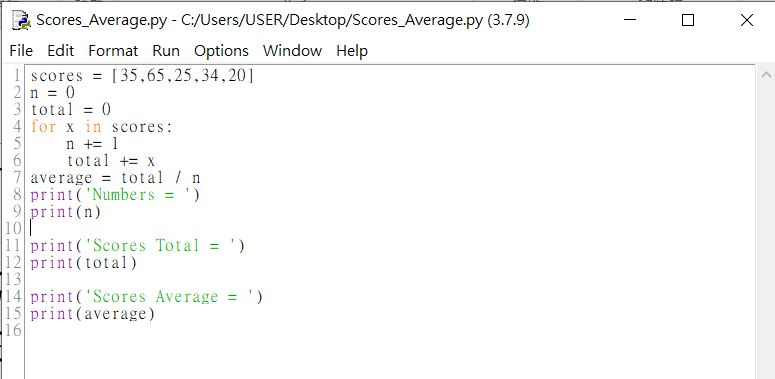 Scores_Average.py - C:/Users/USER/Desktop/Scores_Average.py (3.7.9)
File Edit Format Run Options Window Help
1 scores = [35,65,25,34,20]
2 n = 0
3 total = 0
4 for x in scores:
5     n += 1
6     total += x
7 average = total / n
8 print('Numbers = ')
9 print(n)
10
11 print('Scores Total = ')
12 print(total)
13
14 print('Scores Average = ')
15 print(average)
16